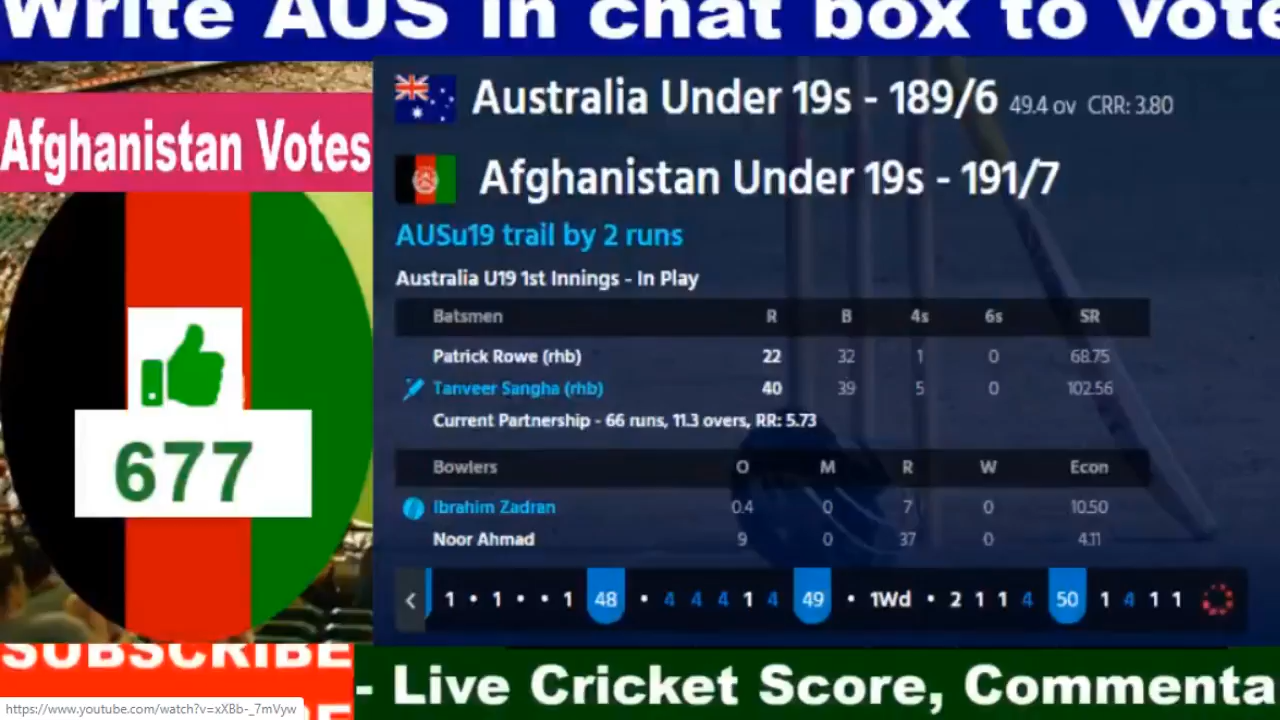 Write AUS in chat box to vote
Afghanistan Votes
677
Australia Under 19s - 189/6 49.4 ov CRR: 3.80
Afghanistan Under 19s - 191/7
AUSu19 trail by 2 runs
Australia U19 1st Innings - In Play
Batsmen R B 4s 6s SR
Patrick Rowe (rhb) 22 32 1 0 68.75
Tanveer Sangha (rhb) 40 39 5 0 102.56
Current Partnership - 66 runs, 11.3 overs, RR: 5.73
Bowlers O M R W Econ
Ibrahim Zadran 0.4 0 7 0 10.50
Noor Ahmad 9 0 37 0 4.11
1 • 1 • • 1 48 • 4 4 4 1 4 49 • 1Wd • 2 1 1 4 50 1 4 1 1
SUBSCRIBE
- Live Cricket Score, Commenta
https://www.youtube.com/watch?v=xXBb-_7mVyw